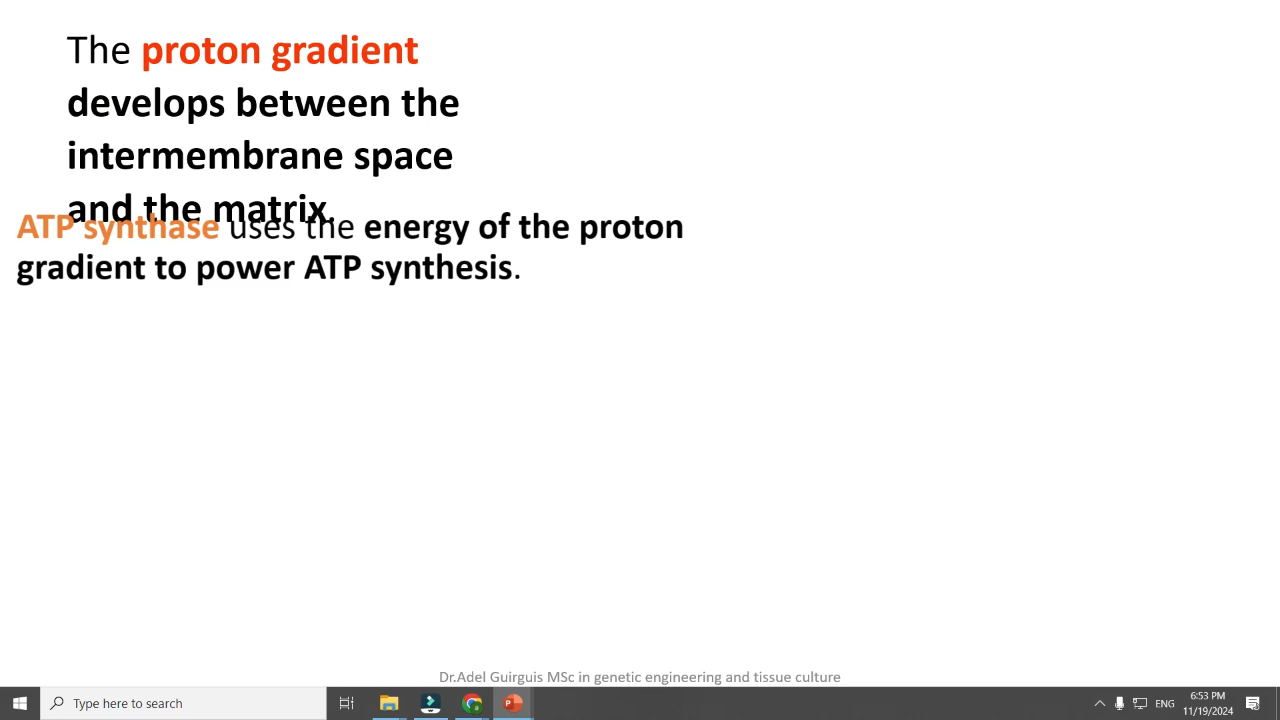 The proton gradient
develops between the
intermembrane space
and the matrix.
ATP synthase uses the energy of the proton
gradient to power ATP synthesis.
Dr.Adel Guirguis MSc in genetic engineering and tissue culture
Type here to search
ENG
6:53 PM
11/19/2024